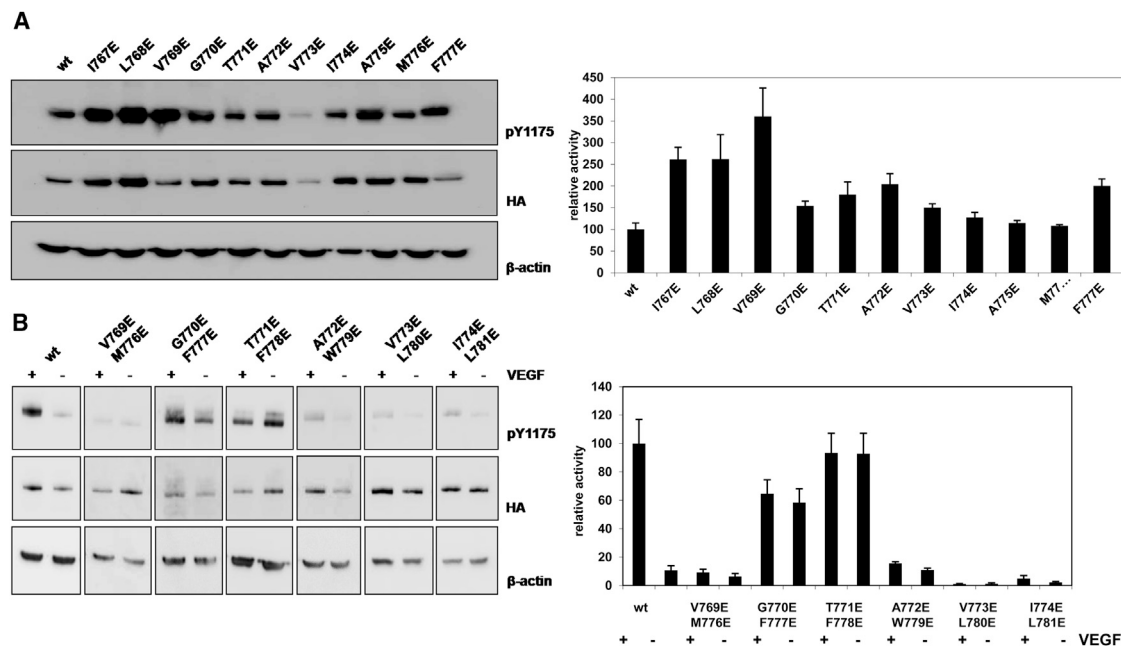 A
wt I767E L768E V769E G770E T771E A772E V773E I774E A775E M776E F777E
pY1175
HA
β-actin
450
400
350
300
250
200
150
100
50
0
relative activity
wt I767E L768E V769E G770E T771E A772E V773E I774E A775E M77... F777E
B
wt
V769E
M776E
G770E
F777E
T771E
F778E
A772E
W779E
V773E
L780E
I774E
L781E
+ - + - + - + - + - + - + - VEGF
pY1175
HA
β-actin
140
120
100
80
60
40
20
0
relative activity
wt V769E G770E T771E A772E V773E I774E
M776E F777E F778E W779E L780E L781E
+ - + - + - + - + - + - + - VEGF